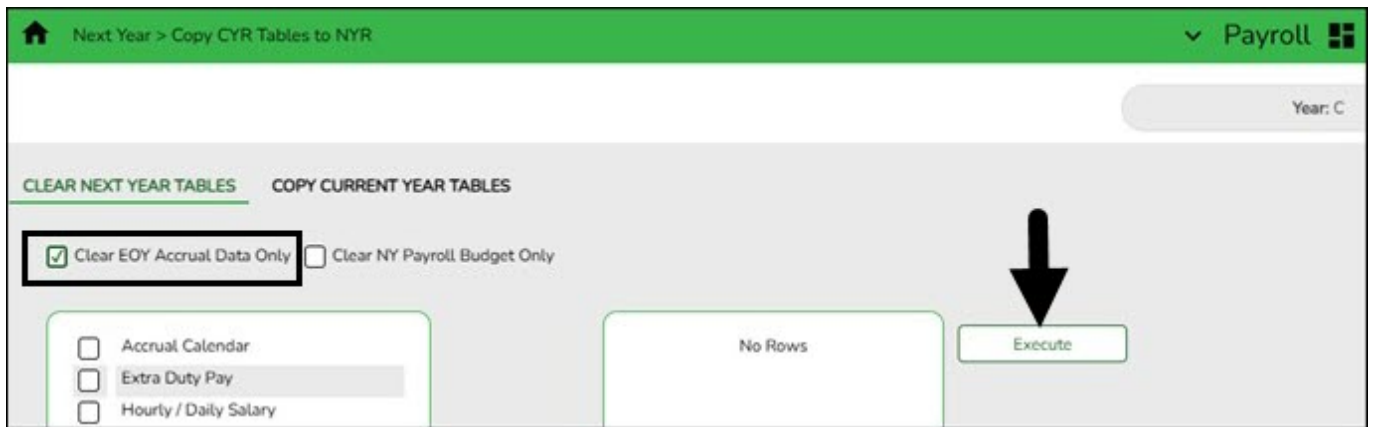 Next Year > Copy CYR Tables to NYR
Payroll
Year: C
CLEAR NEXT YEAR TABLES COPY CURRENT YEAR TABLES
Clear EOY Accrual Data Only Clear NY Payroll Budget Only
Accrual Calendar
Extra Duty Pay
Hourly / Daily Salary
No Rows
Execute